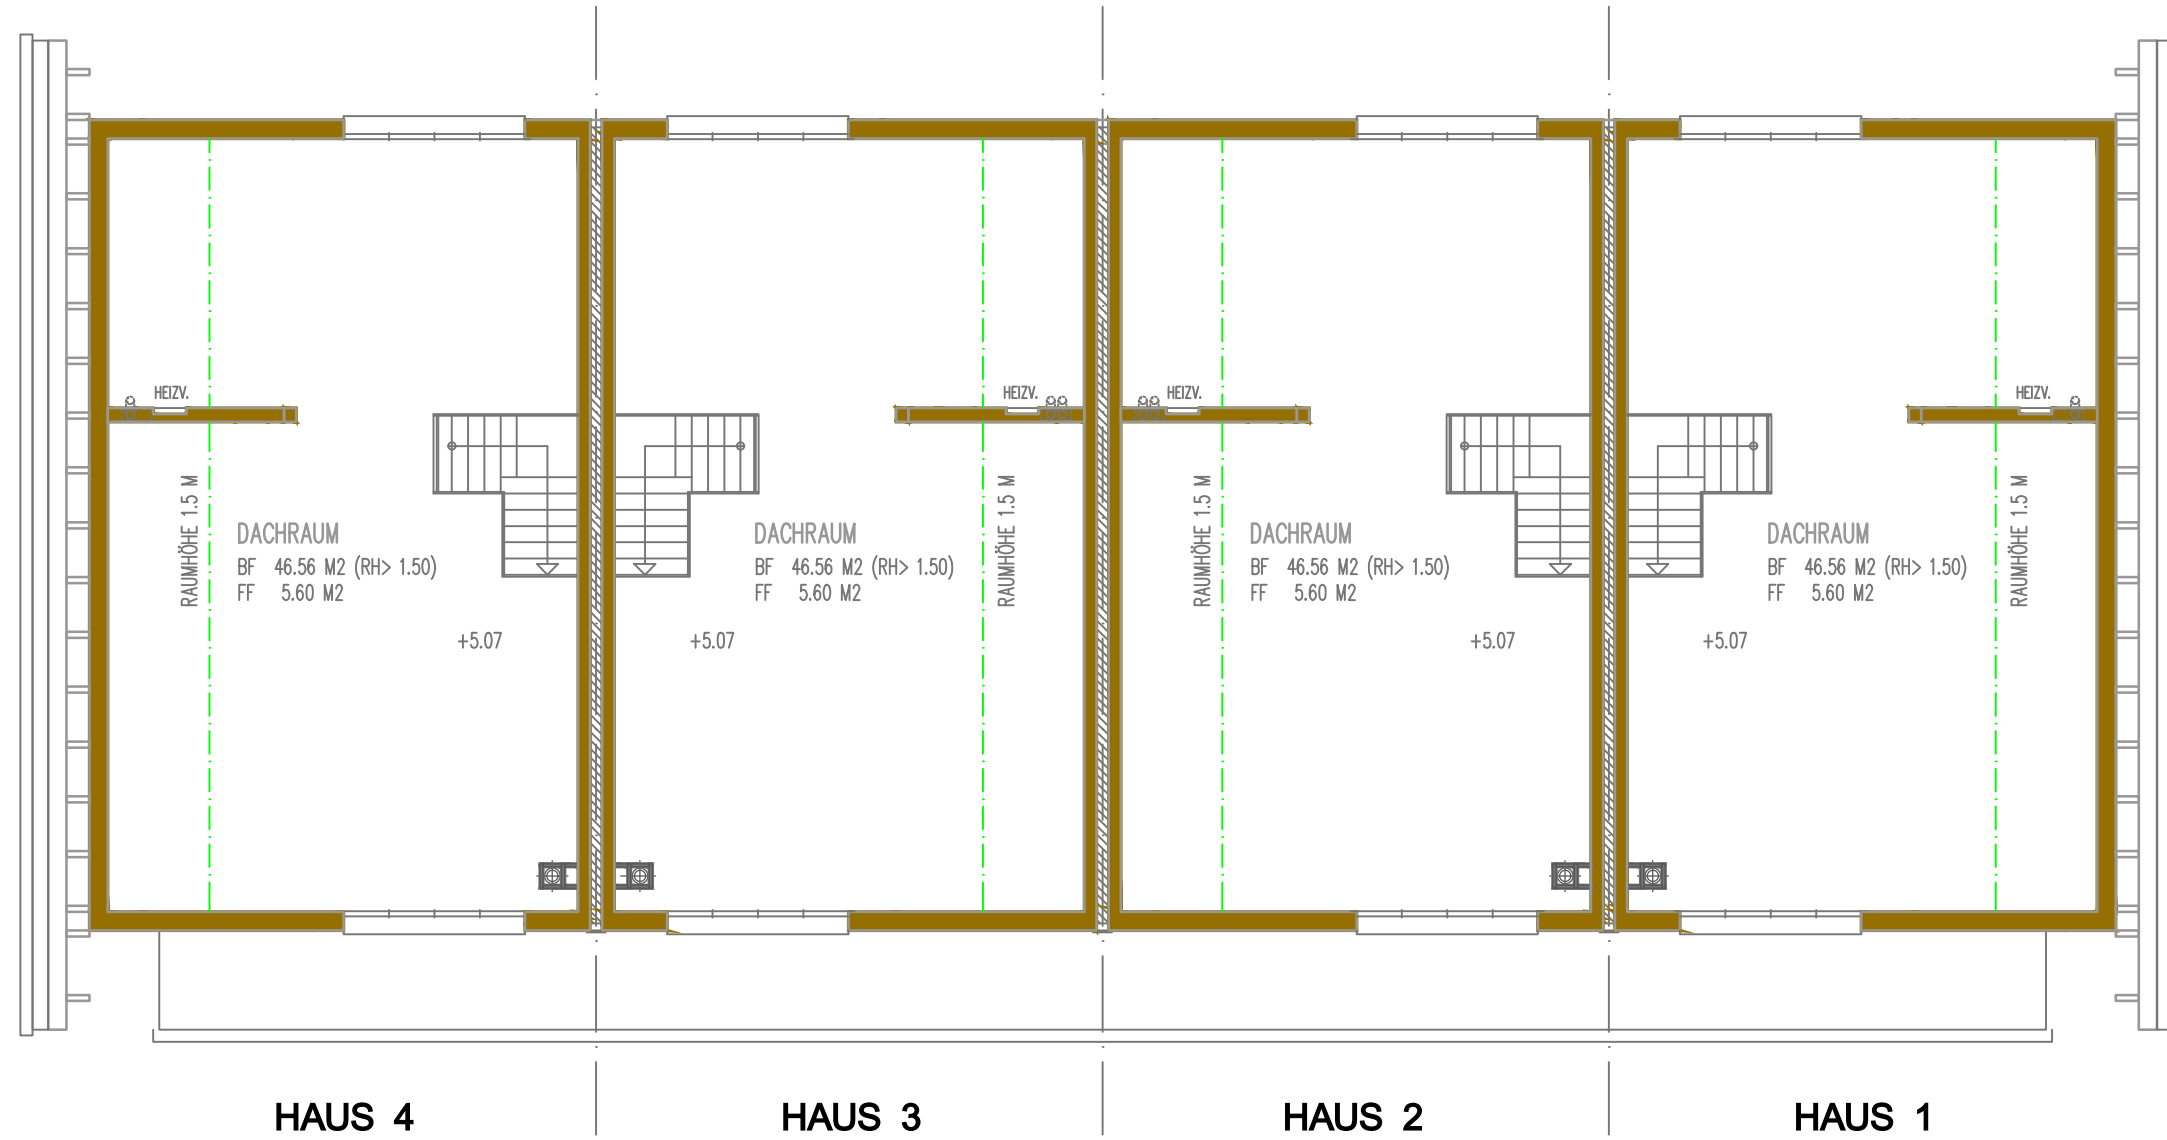 HEIZV.
HEIZV.
HEIZV.
HEIZV.
RAUMHÖHE 1.5 M
DACHRAUM
BF 46.56 M2 (RH> 1.50)
FF 5.60 M2
+5.07
DACHRAUM
BF 46.56 M2 (RH> 1.50)
FF 5.60 M2
+5.07
RAUMHÖHE 1.5 M
RAUMHÖHE 1.5 M
DACHRAUM
BF 46.56 M2 (RH> 1.50)
FF 5.60 M2
+5.07
DACHRAUM
BF 46.56 M2 (RH> 1.50)
FF 5.60 M2
+5.07
RAUMHÖHE 1.5 M
HAUS 4
HAUS 3
HAUS 2
HAUS 1